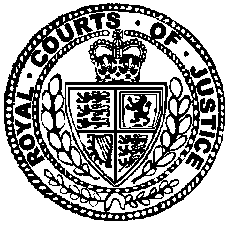 ROYAL · COURTS · OF · JUSTICE